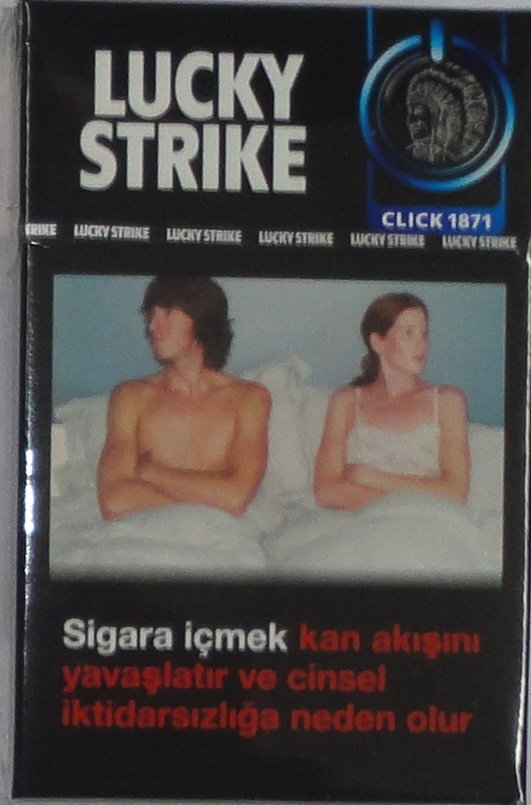 LUCKY
STRIKE
CLICK 1871
RIKE LUCKY STRIKE LUCKY STRIKE LUCKY STRIKE LUCKY STRIKE LUCKY STRIKE
Sigara içmek kan akışını
yavaşlatır ve cinsel
iktidarsızlığa neden olur